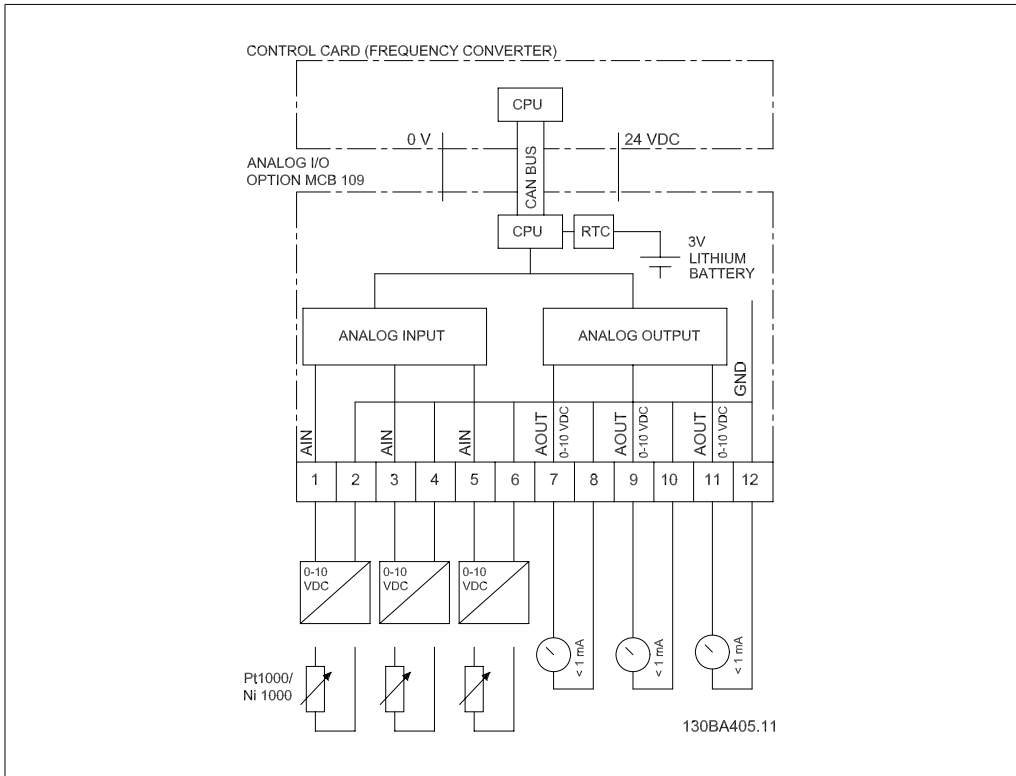 CONTROL CARD (FREQUENCY CONVERTER)
CPU
0 V
24 VDC
ANALOG I/O
OPTION MCB 109
CAN BUS
CPU
RTC
3V
LITHIUM
BATTERY
ANALOG INPUT
ANALOG OUTPUT
GND
AIN
AIN
AIN
AOUT
0-10 VDC
AOUT
0-10 VDC
AOUT
0-10 VDC
1 2 3 4 5 6 7 8 9 10 11 12
0-10
VDC
0-10
VDC
0-10
VDC
< 1 mA
< 1 mA
< 1 mA
Pt1000/
Ni 1000
130BA405.11